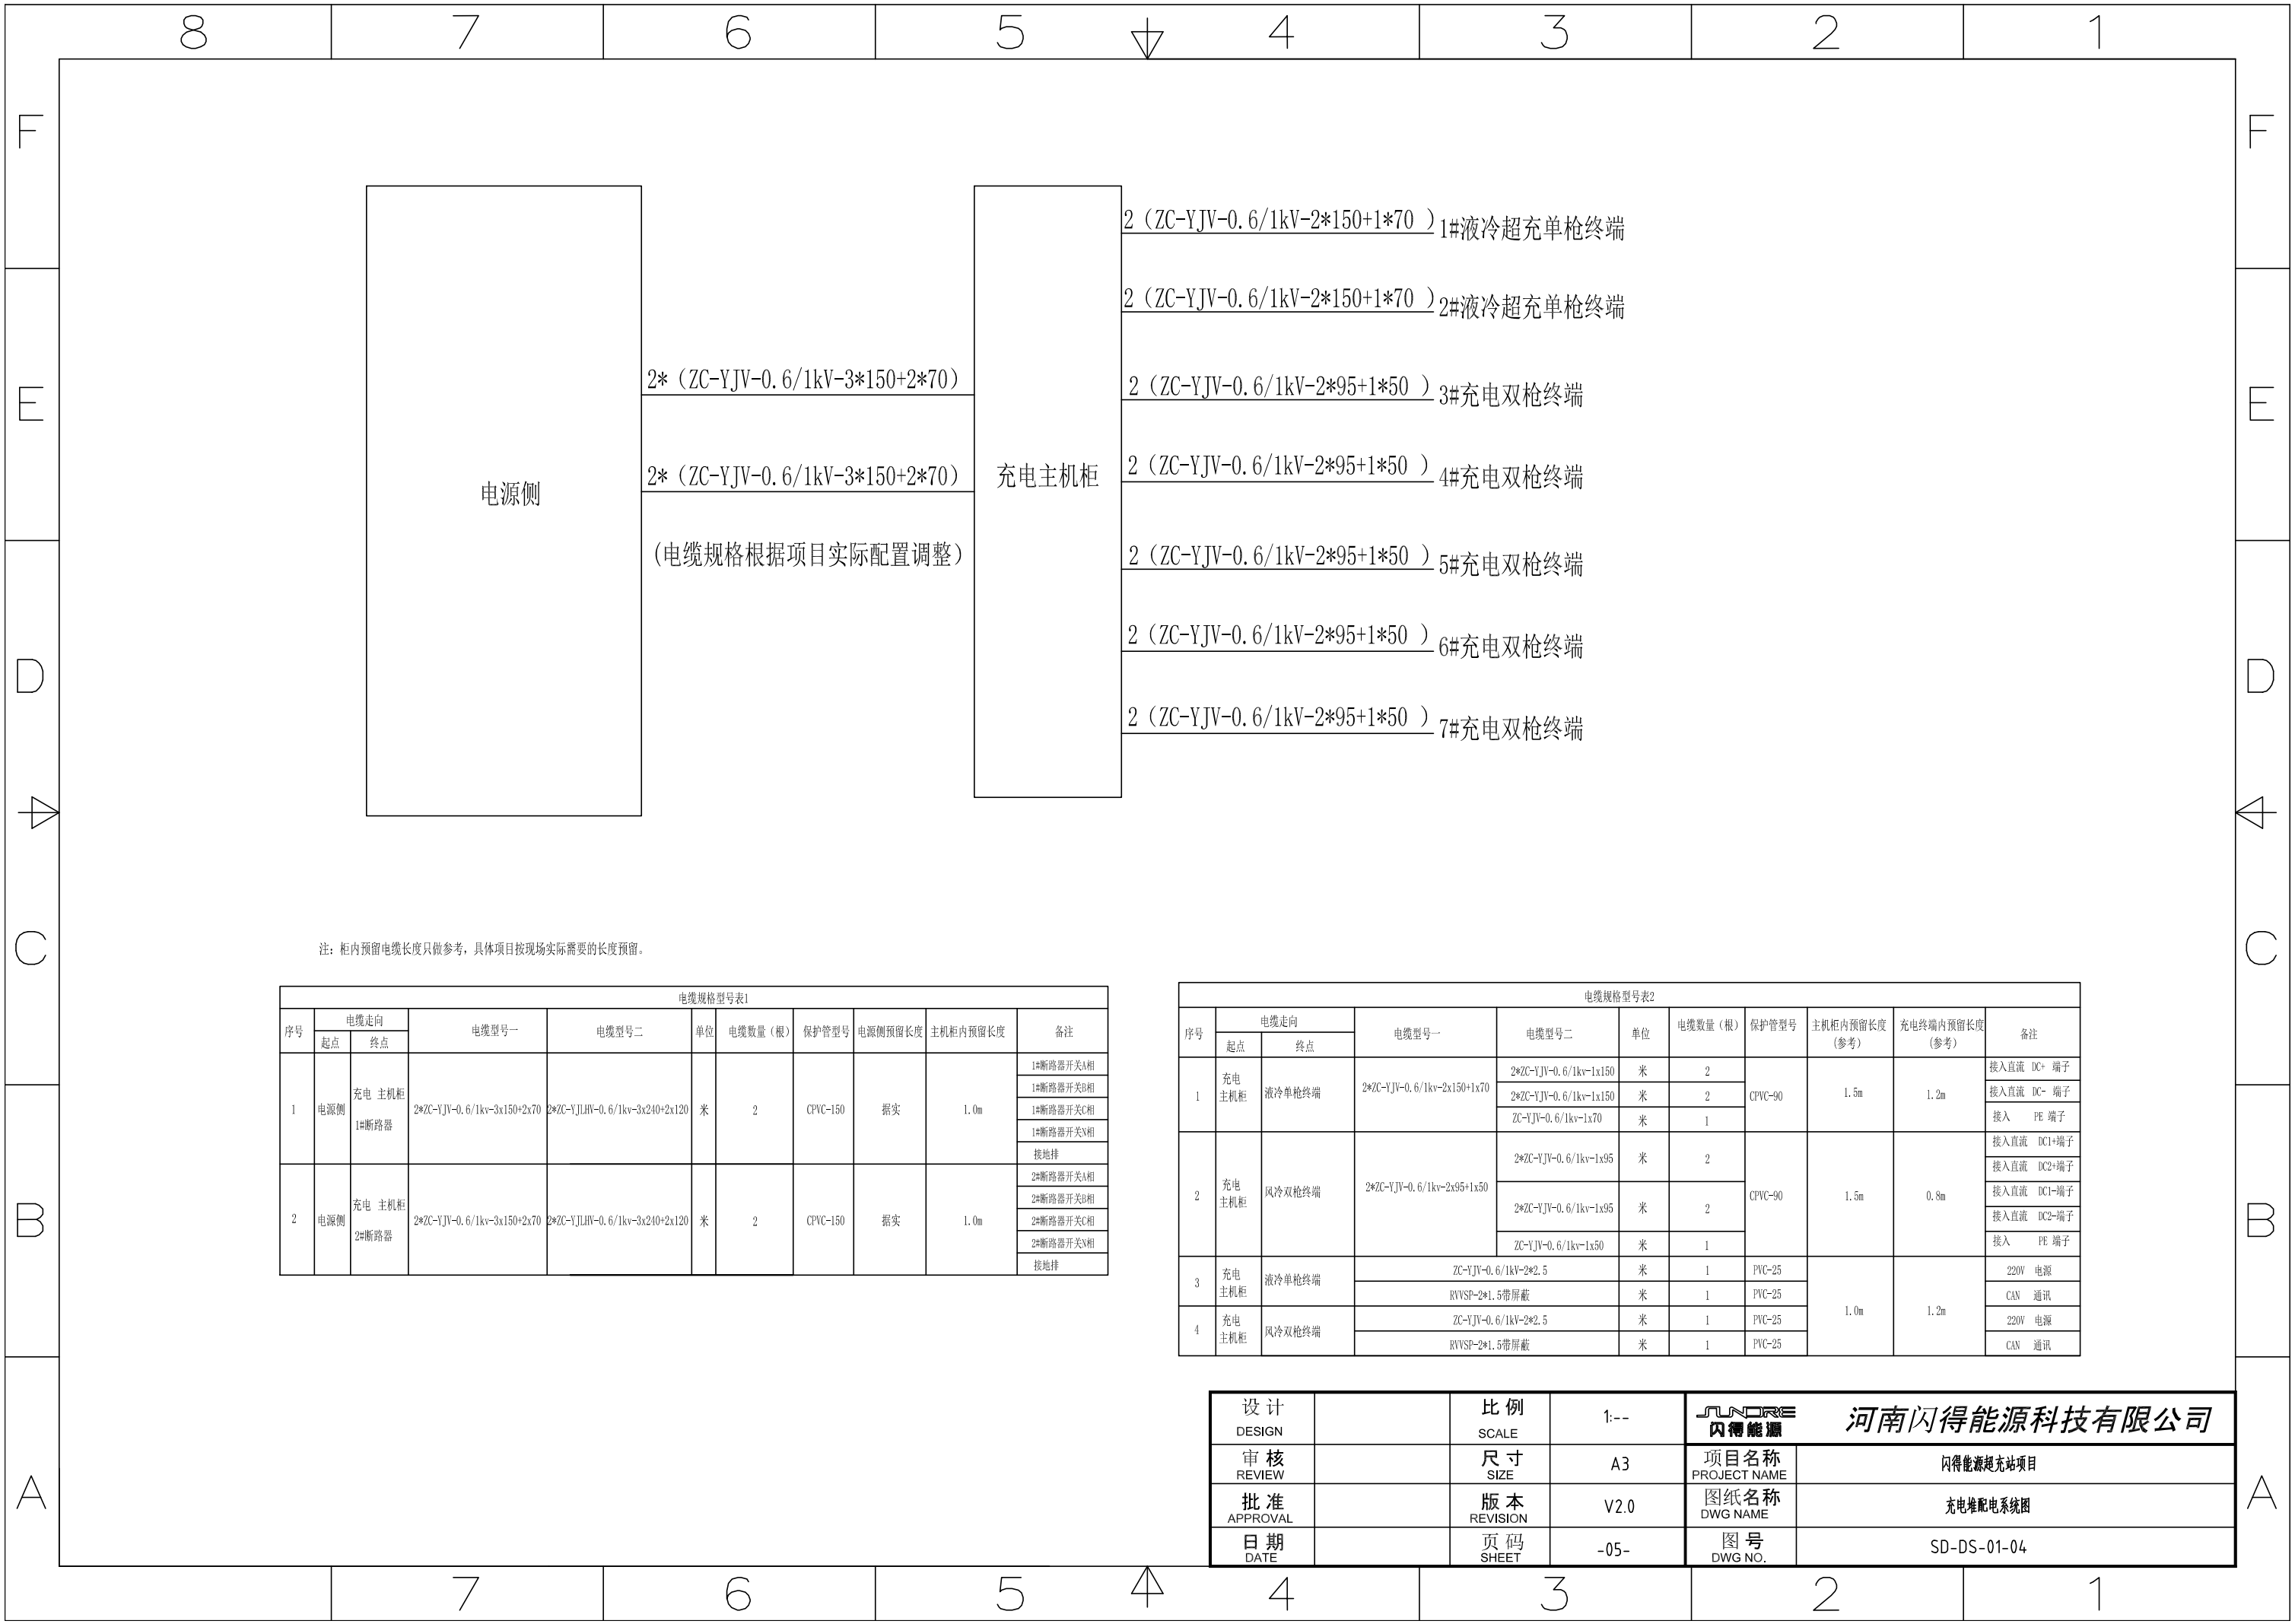 8 7 6 5 4 3 2 1
F F
E E
D D
C C
B B
A A
电源侧
2*（ZC-YJV-0.6/1kV-3*150+2*70）
2*（ZC-YJV-0.6/1kV-3*150+2*70）
(电缆规格根据项目实际配置调整）
充电主机柜
2（ZC-YJV-0.6/1kV-2*150+1*70 ） 1#液冷超充单枪终端
2（ZC-YJV-0.6/1kV-2*150+1*70 ） 2#液冷超充单枪终端
2（ZC-YJV-0.6/1kV-2*95+1*50 ） 3#充电双枪终端
2（ZC-YJV-0.6/1kV-2*95+1*50 ） 4#充电双枪终端
2（ZC-YJV-0.6/1kV-2*95+1*50 ） 5#充电双枪终端
2（ZC-YJV-0.6/1kV-2*95+1*50 ） 6#充电双枪终端
2（ZC-YJV-0.6/1kV-2*95+1*50 ） 7#充电双枪终端
注：柜内预留电缆长度只做参考，具体项目按现场实际需要的长度预留。
电缆规格型号表1
序号 电缆走向 电缆型号一 电缆型号二 单位 电缆数量（根） 保护管型号 电源侧预留长度 主机柜内预留长度 备注
起点 终点
1 电源侧 充电 主机柜 1#断路器 2*ZC-YJV-0.6/1kv-3x150+2x70 2*ZC-YJLHV-0.6/1kv-3x240+2x120 米 2 CPVC-150 据实 1.0m
1#断路器开关A相
1#断路器开关B相
1#断路器开关C相
1#断路器开关N相
接地排
2 电源侧 充电 主机柜 2#断路器 2*ZC-YJV-0.6/1kv-3x150+2x70 2*ZC-YJLHV-0.6/1kv-3x240+2x120 米 2 CPVC-150 据实 1.0m
2#断路器开关A相
2#断路器开关B相
2#断路器开关C相
2#断路器开关N相
接地排
电缆规格型号表2
序号 电缆走向 电缆型号一 电缆型号二 单位 电缆数量（根） 保护管型号 主机柜内预留长度（参考） 充电终端内预留长度（参考） 备注
起点 终点
1 充电主机柜 液冷单枪终端 2*ZC-YJV-0.6/1kv-2x150+1x70 CPVC-90 1.5m 1.2m
2*ZC-YJV-0.6/1kv-1x150 米 2 接入直流 DC+ 端子
2*ZC-YJV-0.6/1kv-1x150 米 2 接入直流 DC- 端子
ZC-YJV-0.6/1kv-1x70 米 1 接入 PE 端子
2 充电主机柜 风冷双枪终端 2*ZC-YJV-0.6/1kv-2x95+1x50 CPVC-90 1.5m 0.8m
2*ZC-YJV-0.6/1kv-1x95 米 2 接入直流 DC1+端子
接入直流 DC2+端子
2*ZC-YJV-0.6/1kv-1x95 米 2 接入直流 DC1-端子
接入直流 DC2-端子
ZC-YJV-0.6/1kv-1x50 米 1 接入 PE 端子
3 充电主机柜 液冷单枪终端 ZC-YJV-0.6/1kV-2*2.5 米 1 PVC-25 1.0m 1.2m 220V 电源
RVVSP-2*1.5带屏蔽 米 1 PVC-25 CAN 通讯
4 充电主机柜 风冷双枪终端 ZC-YJV-0.6/1kV-2*2.5 米 1 PVC-25 220V 电源
RVVSP-2*1.5带屏蔽 米 1 PVC-25 CAN 通讯
设计 比例 1:-- SUNDRE 河南闪得能源科技有限公司
DESIGN SCALE 闪得能源
审核 尺寸 A3 项目名称 闪得能源超充站项目
REVIEW SIZE PROJECT NAME
批准 版本 V2.0 图纸名称 充电堆配电系统图
APPROVAL REVISION DWG NAME
日期 页码 -05- 图号 SD-DS-01-04
DATE SHEET DWG NO.
7 6 5 4 3 2 1